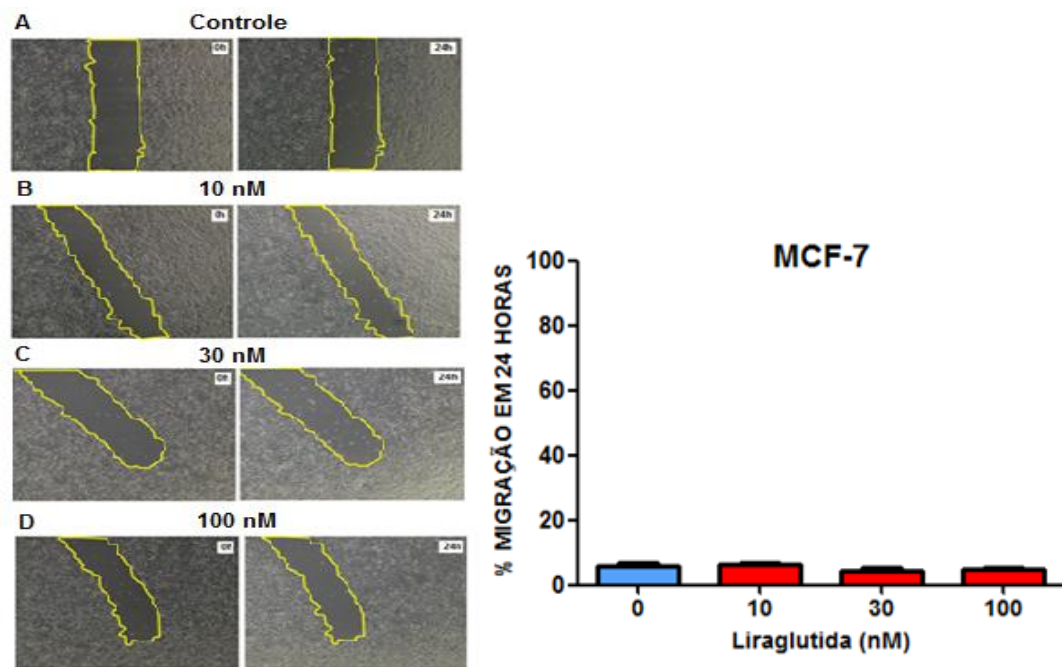 A Controle
0h 24h
B 10 nM
0h 24h
C 30 nM
0h 24h
D 100 nM
24h
MCF-7
% MIGRAÇÃO EM 24 HORAS
100
80
60
40
20
0
0 10 30 100
Liraglutida (nM)